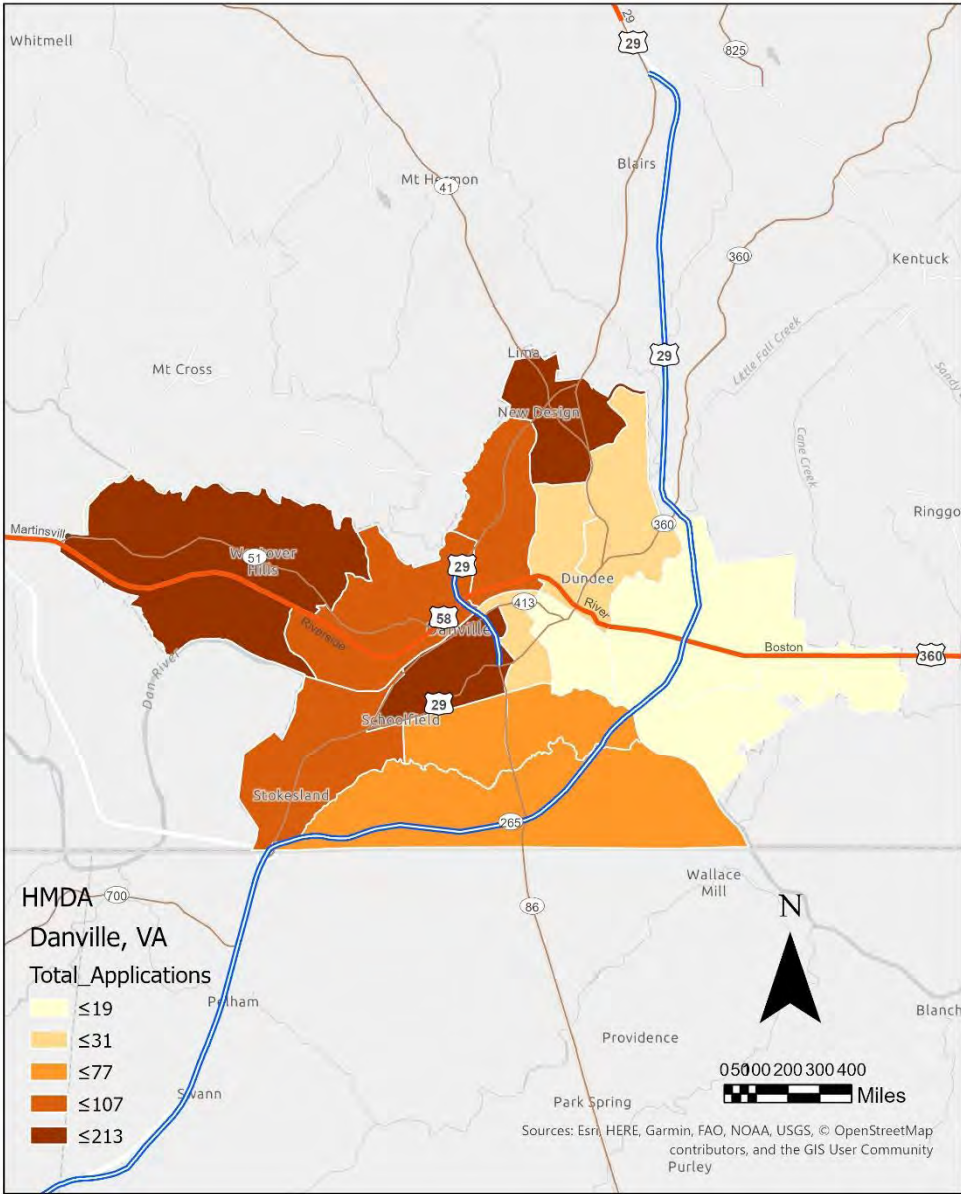 29
Whitmell
29
825
Blairs
Mt Hermon
41
360
Kentuck
29
Little Fall Creek
Mt Cross
Lima
Sandy
New Design
Cane Creek
Ringgo
Martinsvill
360
51
Westover
Hills
29
Dundee
58
413
River
Riverside
Danville
Boston
360
Dan River
29
Schoolfield
Stokesland
265
Wallace
Mill
700
86
N
HMDA
Danville, VA
Total_Applications
≤19
≤31
≤77
≤107
≤213
Pelham
Blanch
Providence
Swann
Park Spring
0 50 100 200 300 400
Miles
Sources: Esri, HERE, Garmin, FAO, NOAA, USGS, © OpenStreetMap
contributors, and the GIS User Community
Purley